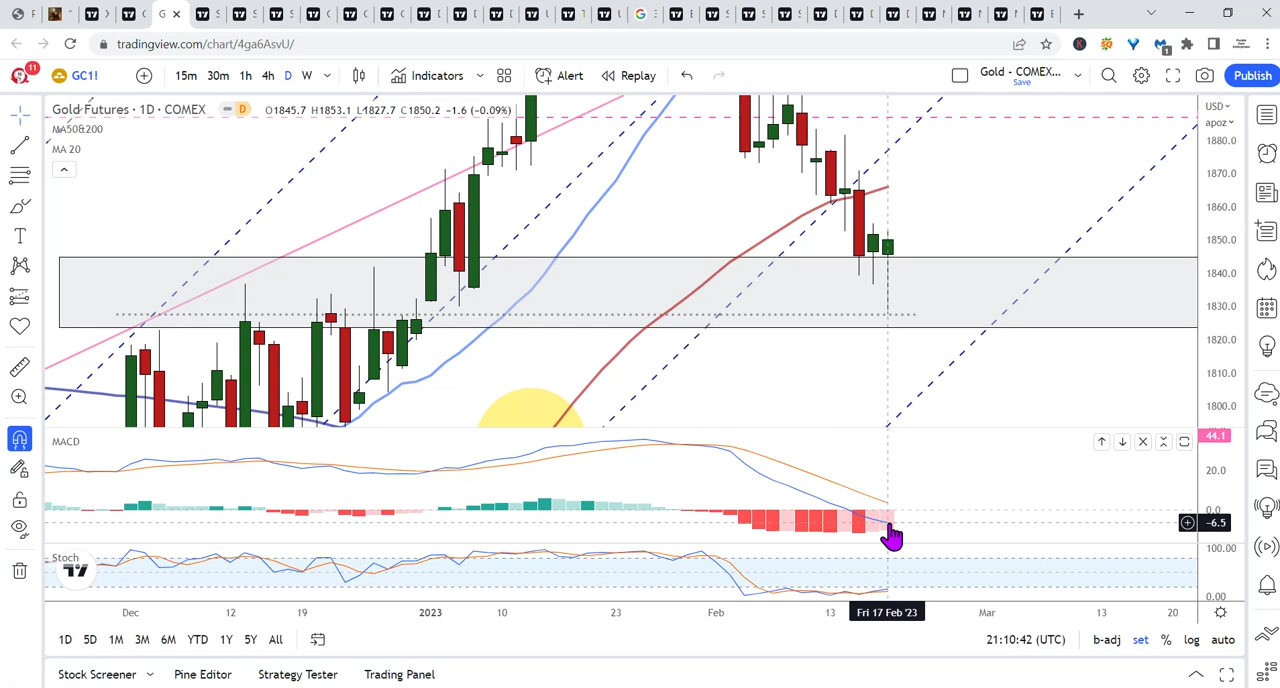 tradingview.com/chart/4ga6AsvU/
11
GC1!
15m 30m 1h 4h D W
Indicators
Alert
Replay
Gold - COMEX...
Save
Publish
Gold Futures · 1D · COMEX
D
O1845.7 H1853.1 L1827.7 C1850.2 −1.6 (−0.09%)
MA50&200
MA 20
USD
apoz
1880.0
1870.0
1860.0
1850.0
1840.0
1830.0
1820.0
1810.0
1800.0
MACD
44.1
20.0
0.0
−6.5
Stoch
100.00
0.00
Dec 12 19 2023 10 23 Feb 13 Fri 17 Feb '23 Mar 13 20
1D 5D 1M 3M 6M YTD 1Y 5Y All
21:10:42 (UTC)
b-adj set % log auto
Stock Screener
Pine Editor
Strategy Tester
Trading Panel